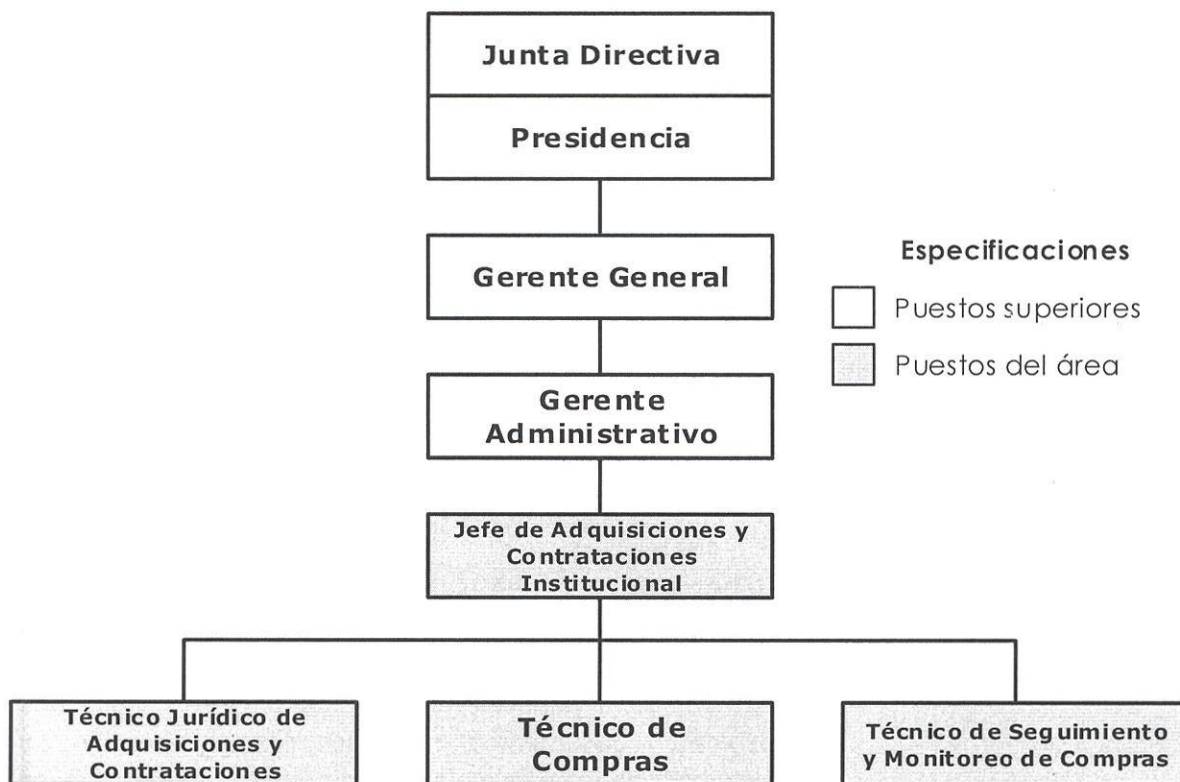 Junta Directiva
Presidencia
Gerente General
Especificaciones
Puestos superiores
Puestos del área
Gerente
Administrativo
Jefe de Adquisiciones y
Contrataciones
Institucional
Técnico Jurídico de
Adquisiciones y
Contrataciones
Técnico de
Compras
Técnico de Seguimiento
y Monitoreo de Compras